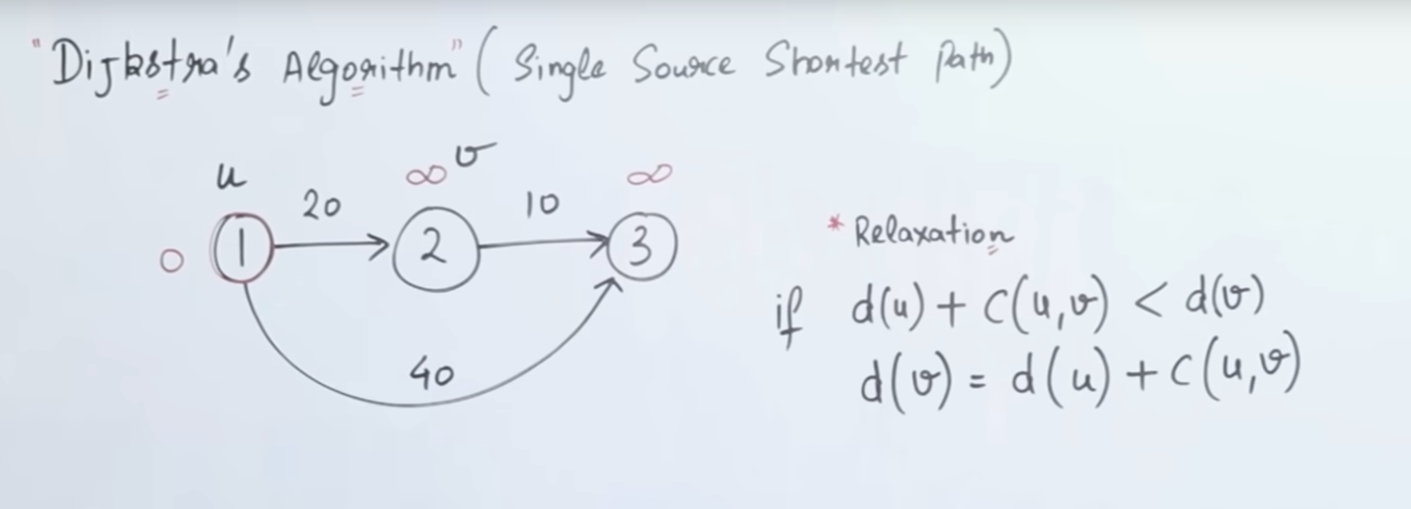 "Dijkstra's Algorithm" (Single Source Shortest Path)
u
∞ v
∞
20
10
0
1
2
3
40
* Relaxation
if d(u) + c(u,v) < d(v)
d(v) = d(u) + c(u,v)